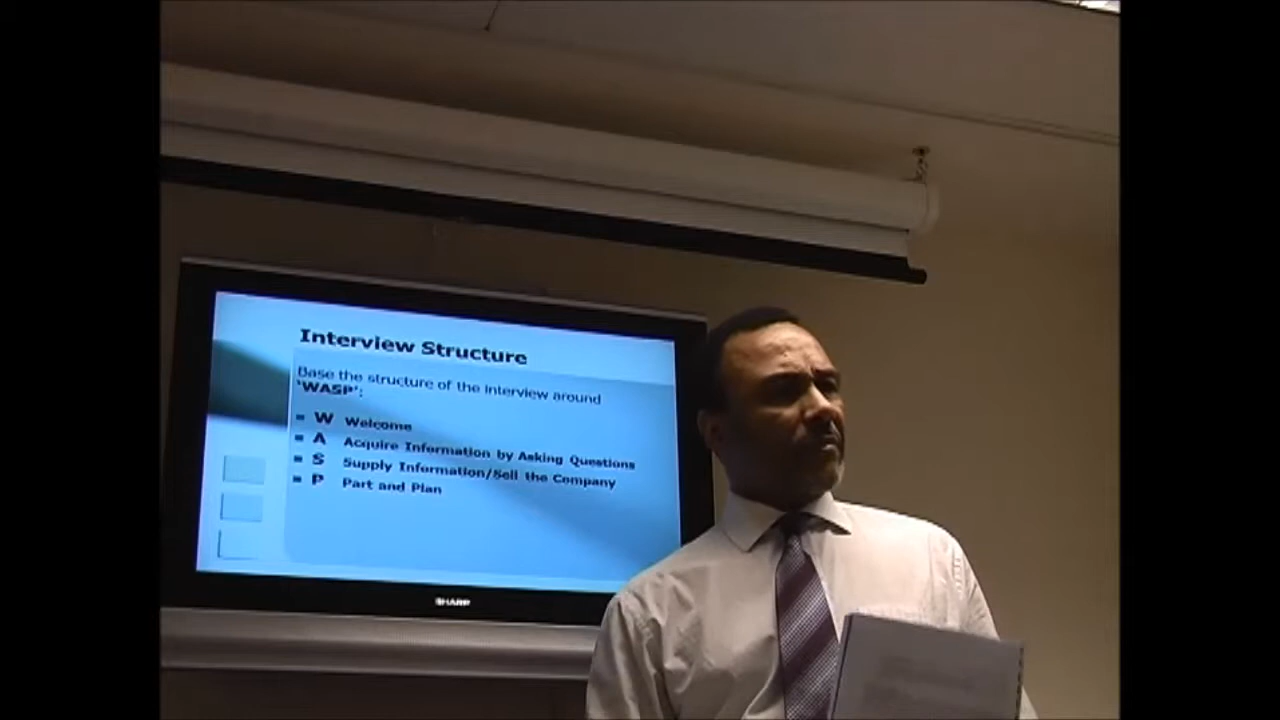 Interview Structure
Base the structure of the interview around
'WASP':
W Welcome
A Acquire Information by Asking Questions
S Supply Information/Sell the Company
P Part and Plan
SHARP